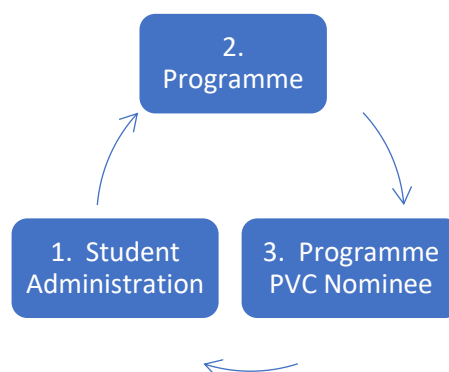 2.
Programme
1. Student
Administration
3. Programme
PVC Nominee